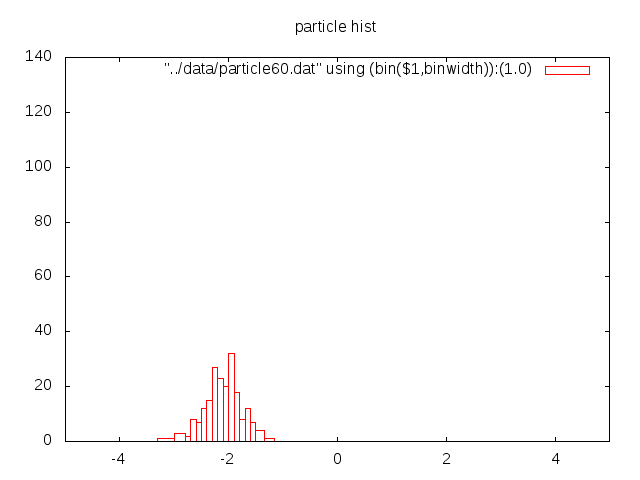 particle hist
140
"../data/particle60.dat" using (bin($1,binwidth)):(1.0)
120
100
80
60
40
20
0
-4 -2 0 2 4